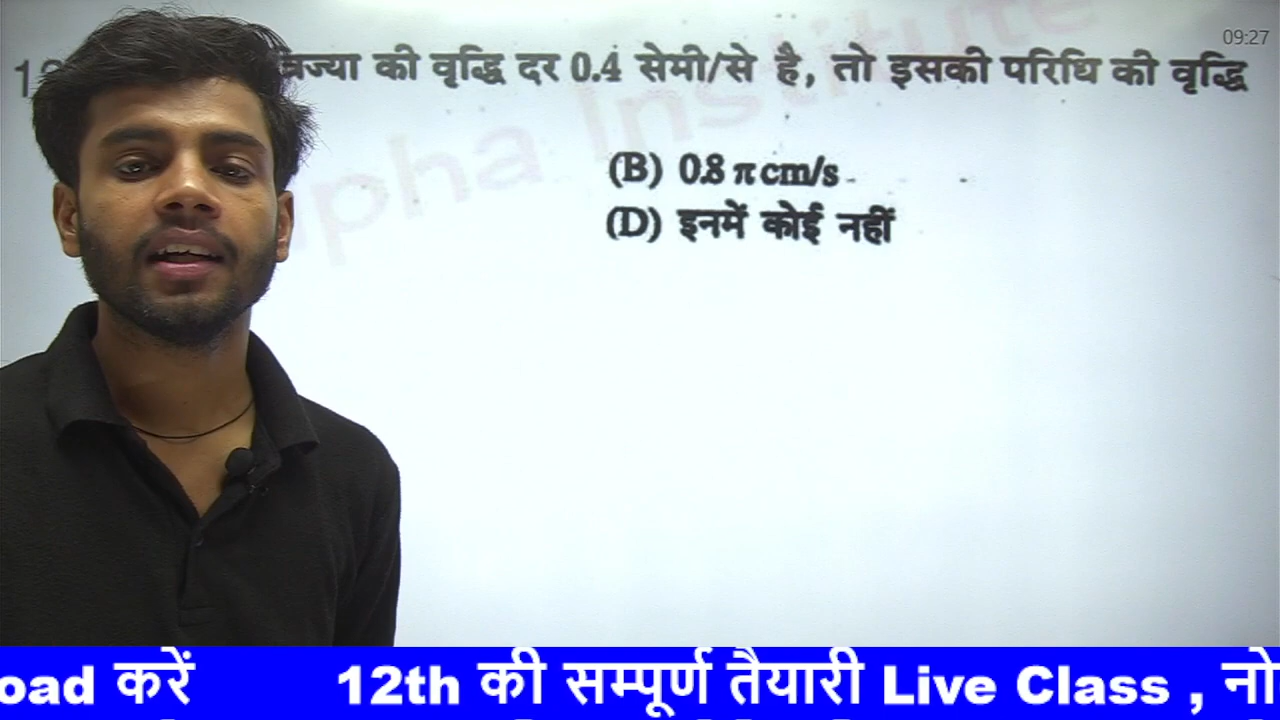 09:27
त्रिज्या की वृद्धि दर 0.4 सेमी/से है, तो इसकी परिधि की वृद्धि
(B) 0.8 π cm/s
(D) इनमें कोई नहीं
oad करें 12th की सम्पूर्ण तैयारी Live Class , नो